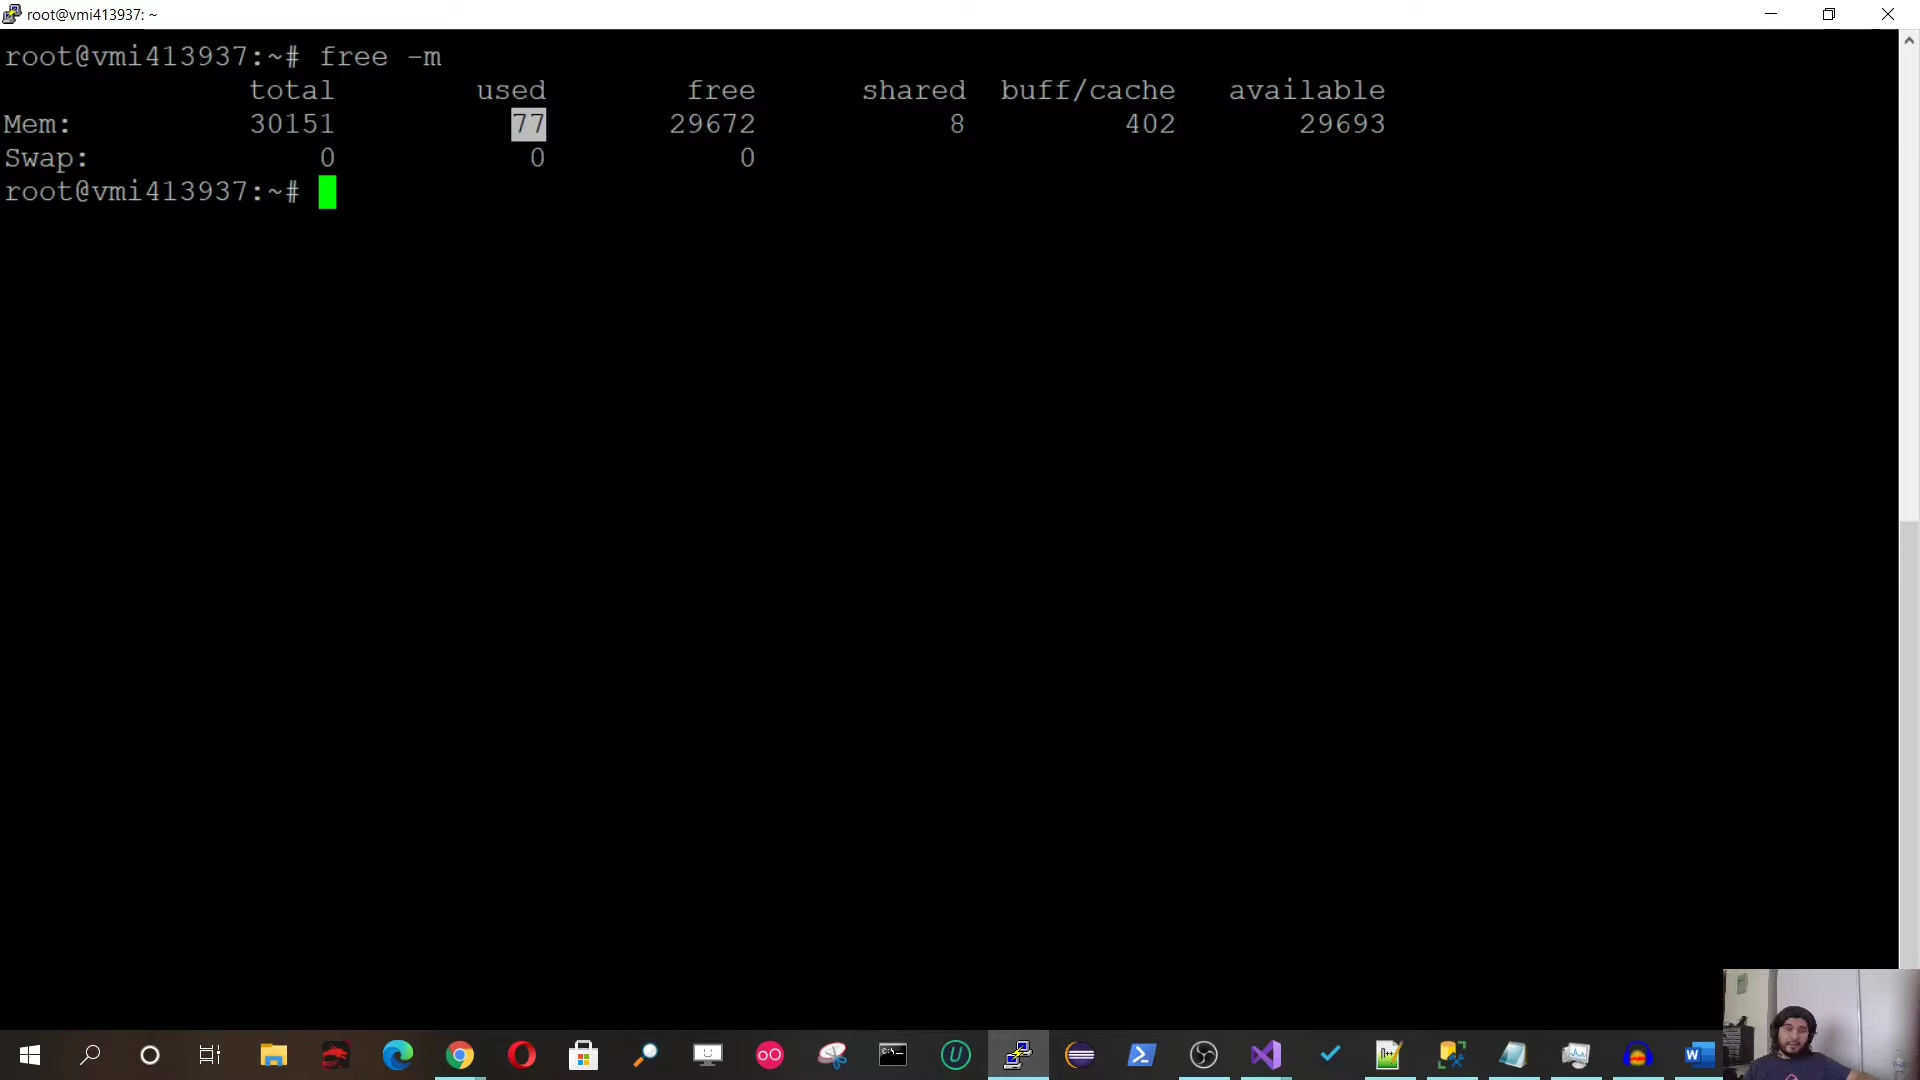 root@vmi413937: ~
root@vmi413937:~# free -m
total used free shared buff/cache available
Mem: 30151 77 29672 8 402 29693
Swap: 0 0 0
root@vmi413937:~#